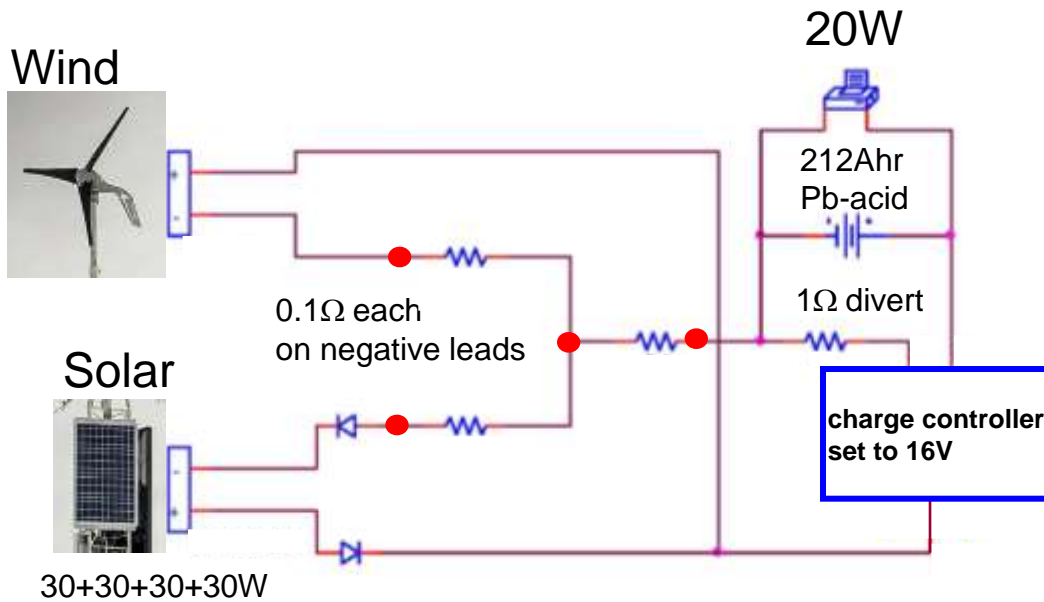 20W
Wind
+
-
212Ahr
Pb-acid
0.1Ω each
on negative leads
1Ω divert
Solar
-
+
charge controller
set to 16V
30+30+30+30W